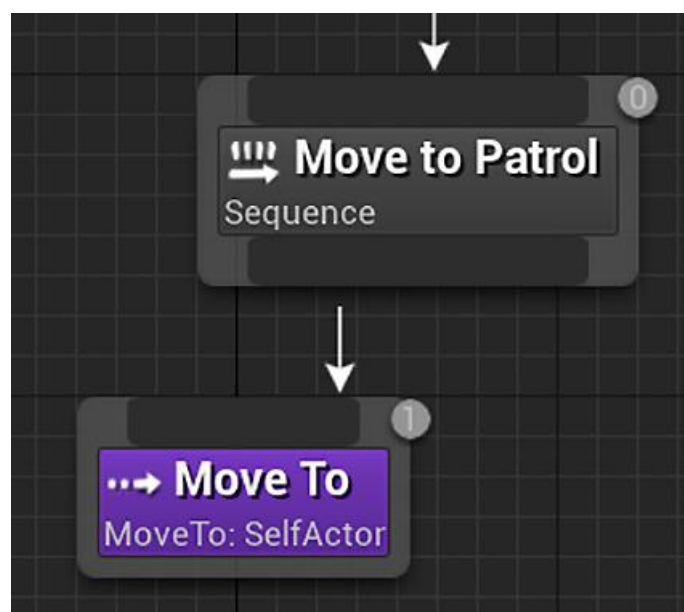 0
Move to Patrol
Sequence
1
Move To
MoveTo: SelfActor